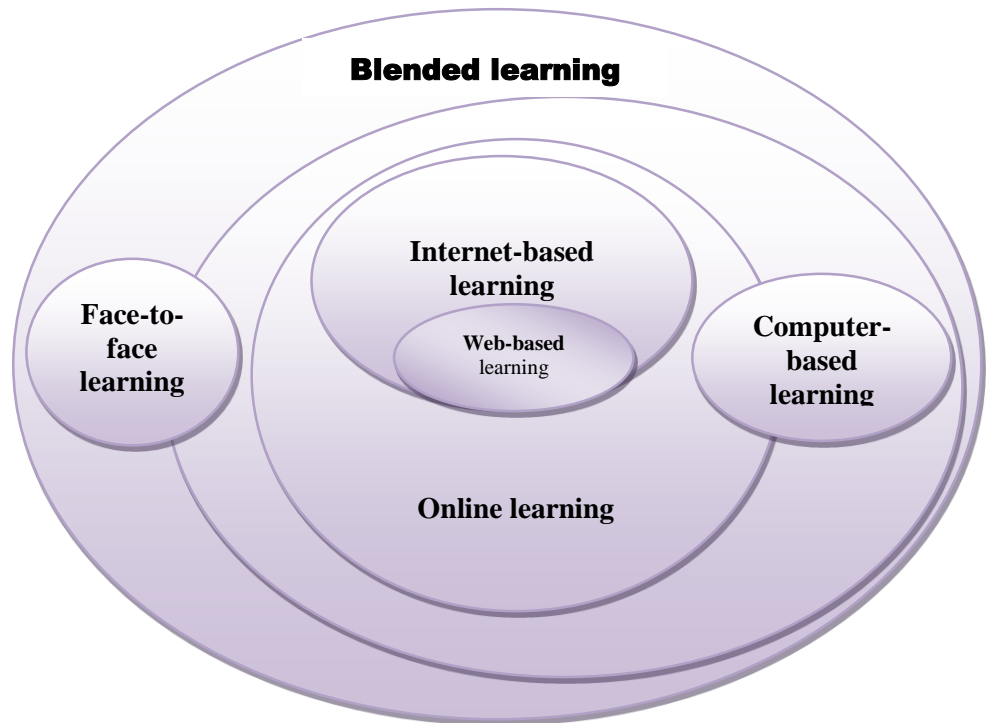 Blended learning
Internet-based
learning
Web-based
learning
Face-to-
face
learning
Computer-
based
learning
Online learning